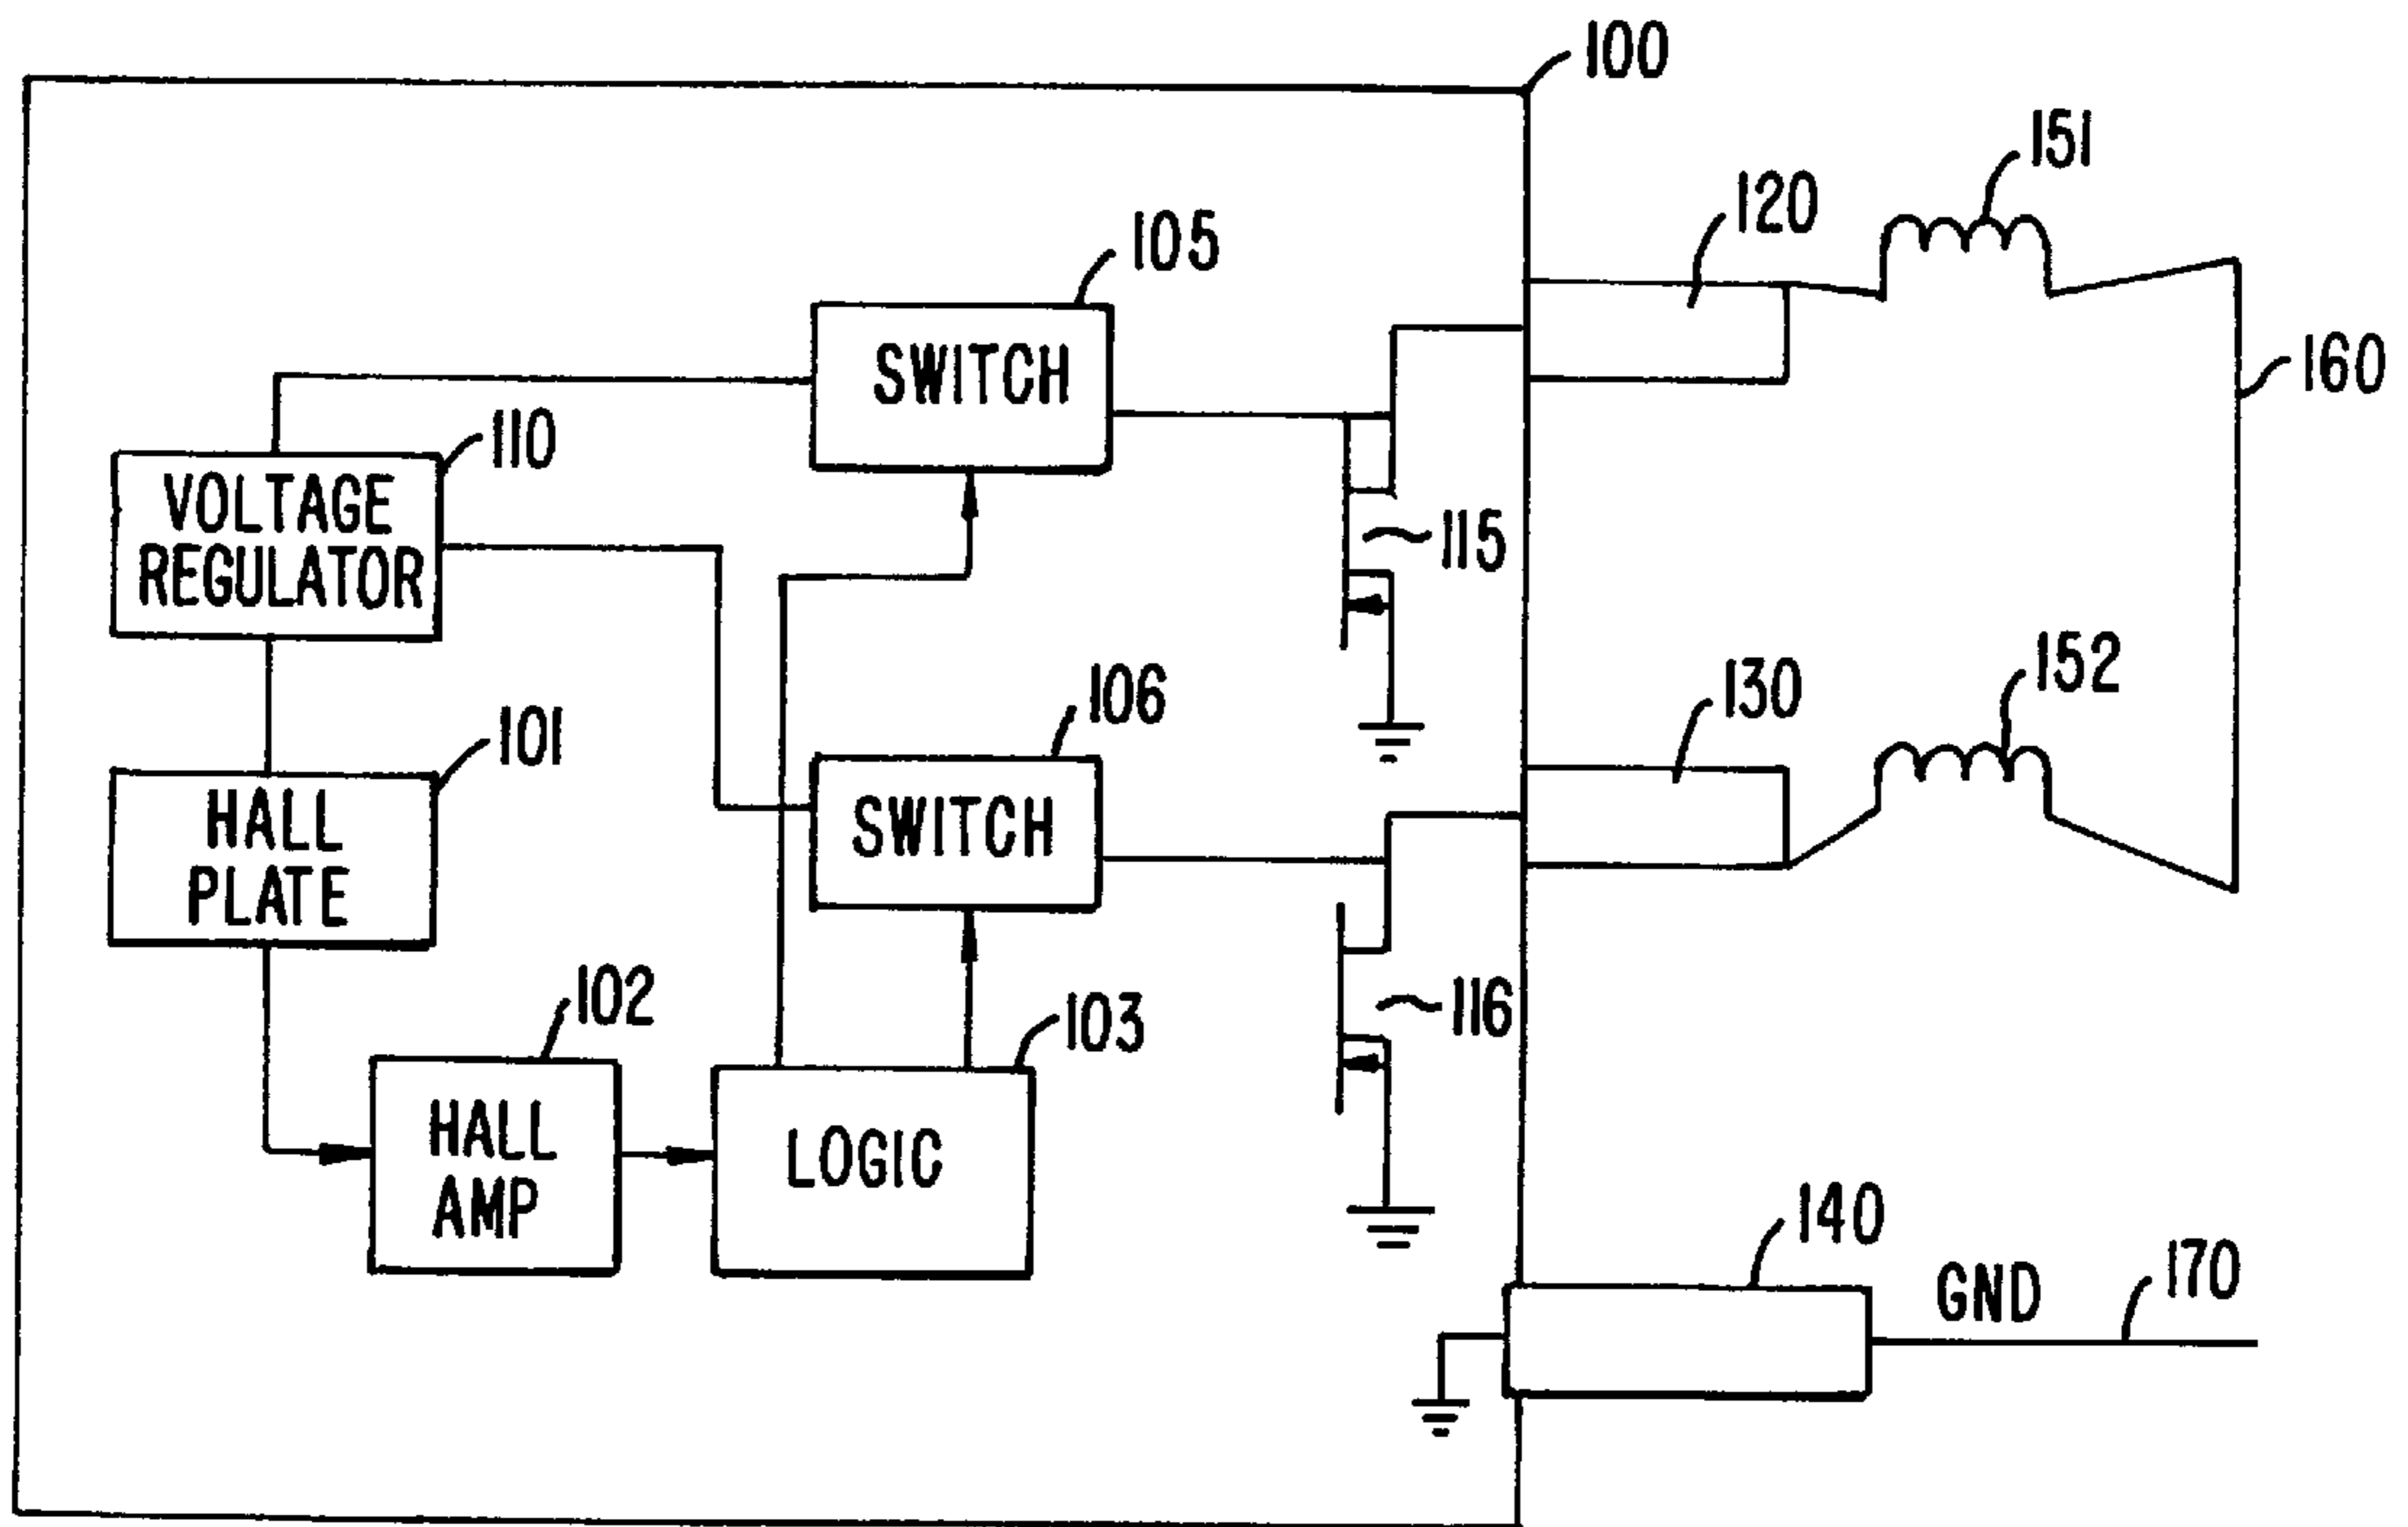 100
151
120
105
SWITCH
160
110
VOLTAGE
REGULATOR
115
152
130
106
101
SWITCH
HALL
PLATE
102
103
116
HALL
AMP
LOGIC
140
GND
170